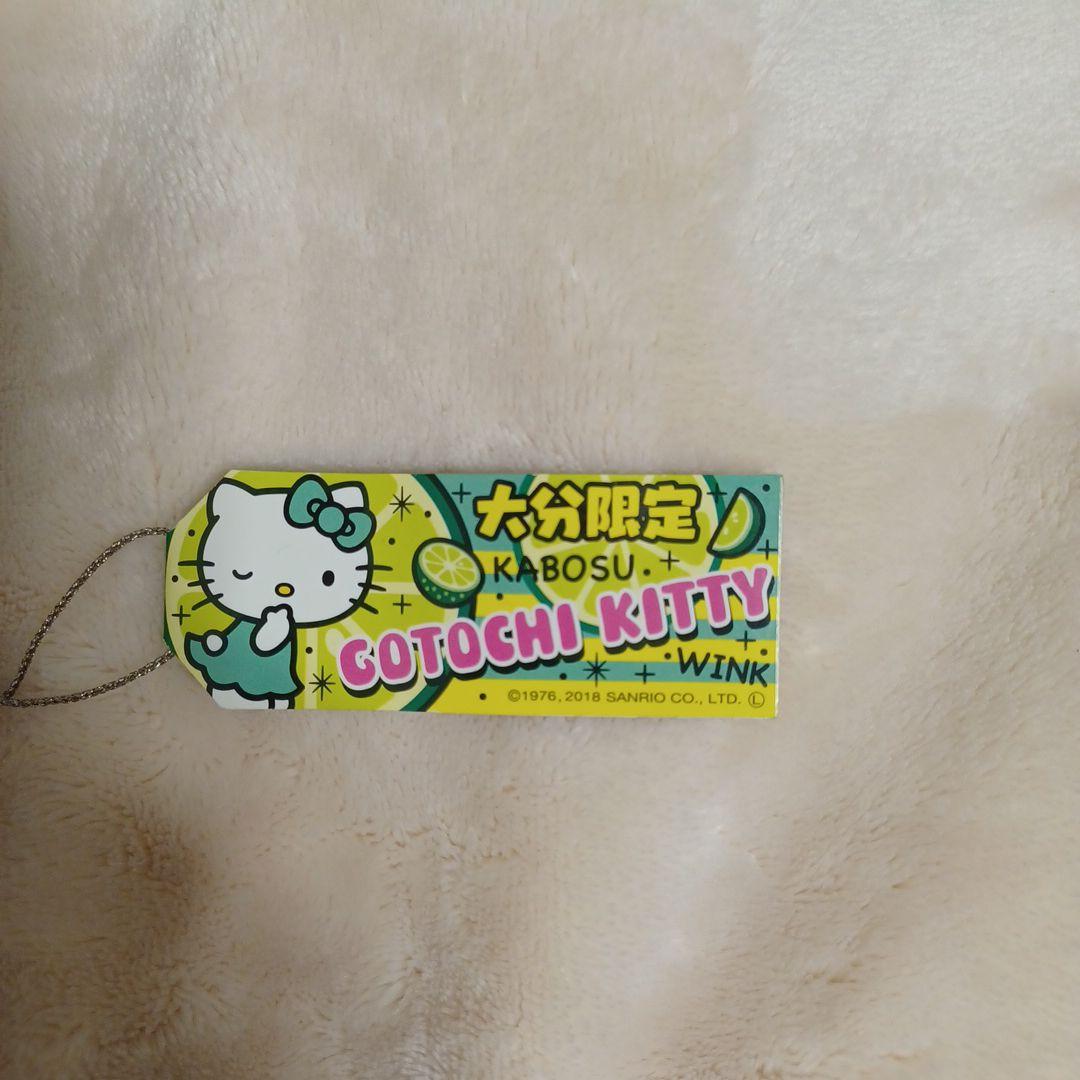 大分限定
KABOSU
GOTOCHI KITTY
WINK
©1976, 2018 SANRIO CO., LTD. Ⓛ